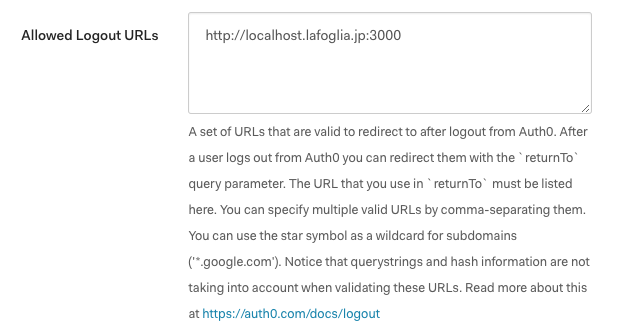 Allowed Logout URLs
http://localhost.lafoglia.jp:3000
A set of URLs that are valid to redirect to after logout from Auth0. After
a user logs out from Auth0 you can redirect them with the `returnTo`
query parameter. The URL that you use in `returnTo` must be listed
here. You can specify multiple valid URLs by comma-separating them.
You can use the star symbol as a wildcard for subdomains
('*.google.com'). Notice that querystrings and hash information are not
taking into account when validating these URLs. Read more about this
at https://auth0.com/docs/logout